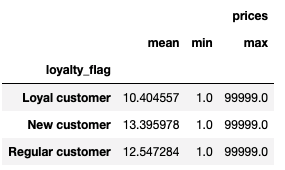 prices
mean min max
loyalty_flag
Loyal customer 10.404557 1.0 99999.0
New customer 13.395978 1.0 99999.0
Regular customer 12.547284 1.0 99999.0